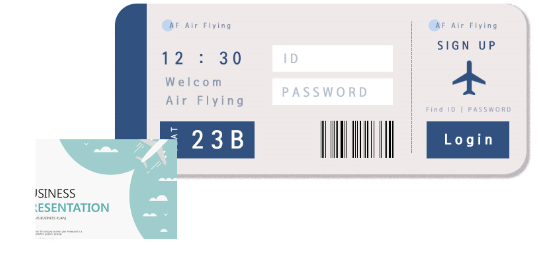 AF Air Flying
12 : 30
Welcom
Air Flying
AT
23B
ID
PASSWORD
AF Air Flying
SIGN UP
Find ID | PASSWORD
Login
USINESS
RESENTATION